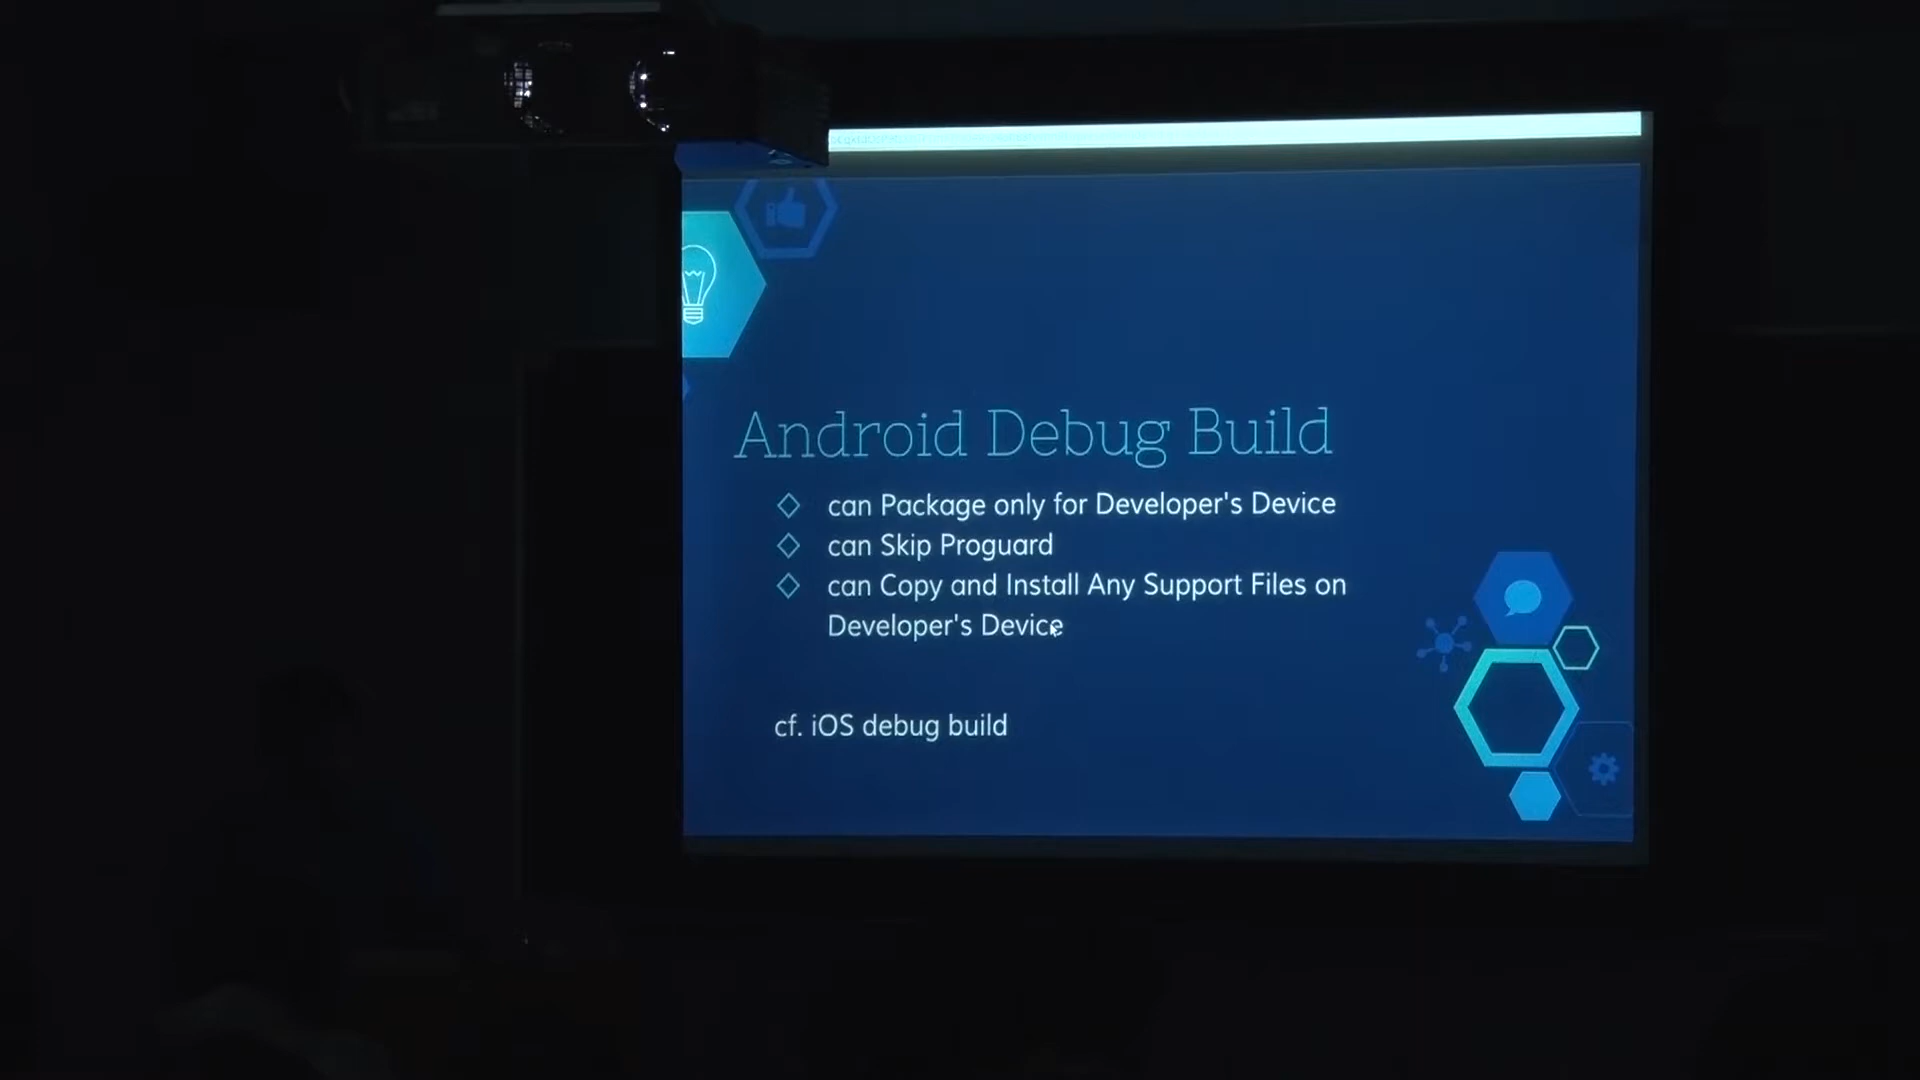 Android Debug Build
can Package only for Developer's Device
can Skip Proguard
can Copy and Install Any Support Files on
Developer's Device
cf. iOS debug build